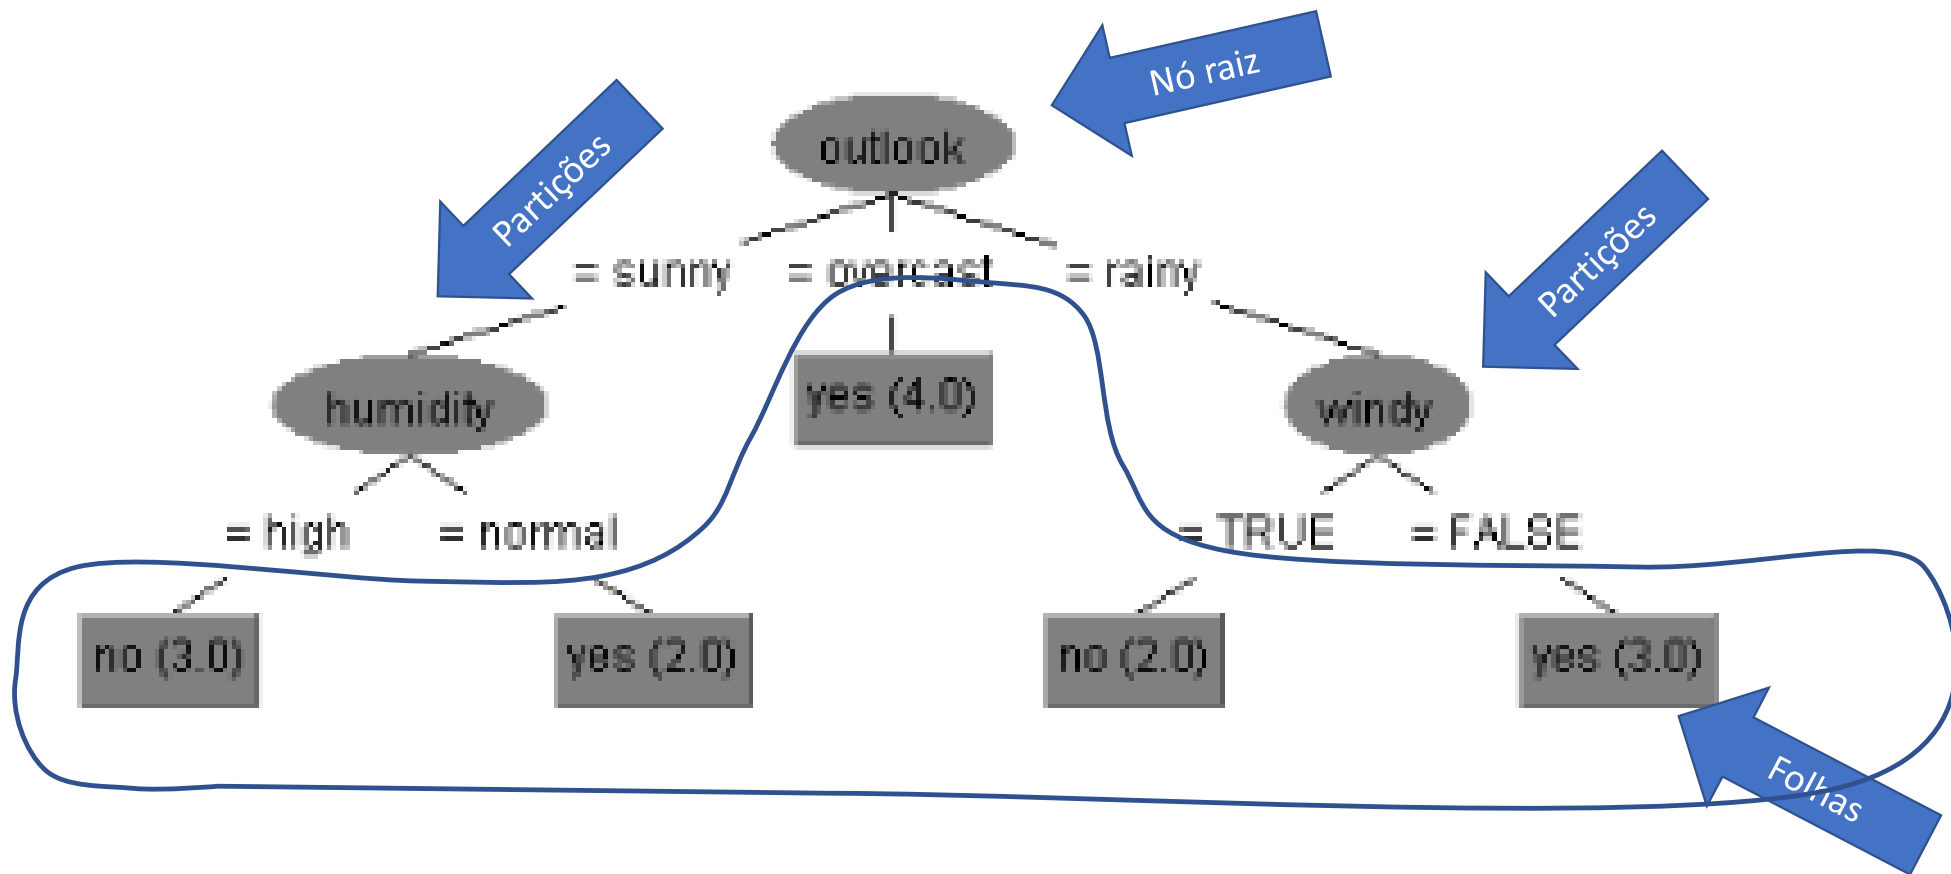 Nó raiz
Partições
outlook
Partições
= sunny
= overcast
= rainy
humidity
yes (4.0)
windy
= high
= normal
= TRUE
= FALSE
no (3.0)
yes (2.0)
no (2.0)
yes (3.0)
Folhas